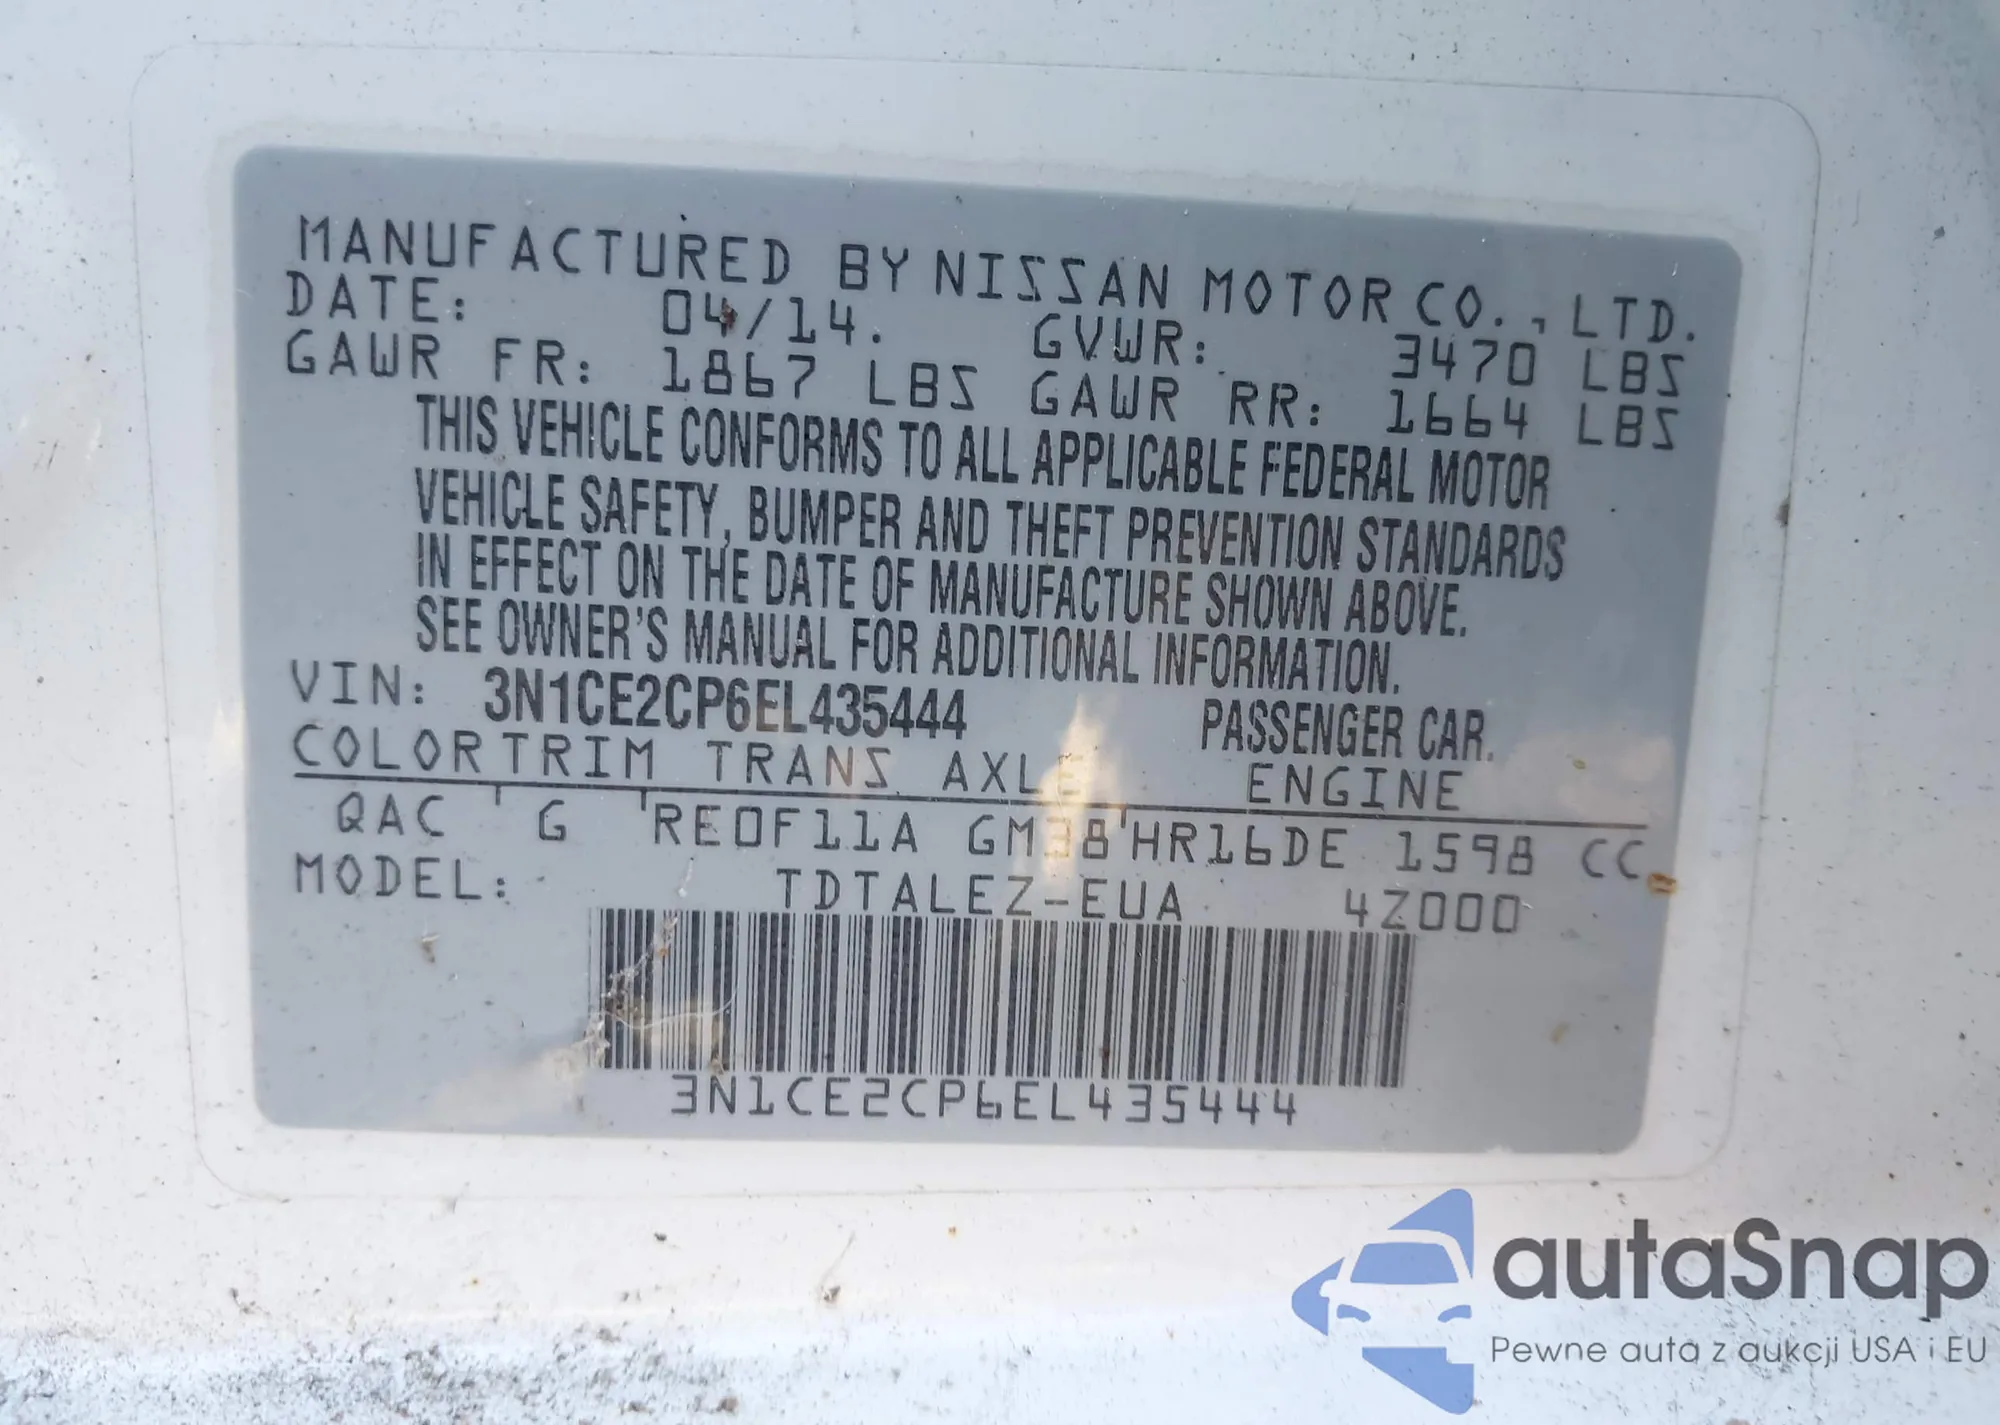 MANUFACTURED BY NISSAN MOTOR CO., LTD.
DATE: 04/14. GVWR: 3470 LBS
GAWR FR: 1867 LBS GAWR RR: 1664 LBS
THIS VEHICLE CONFORMS TO ALL APPLICABLE FEDERAL MOTOR
VEHICLE SAFETY, BUMPER AND THEFT PREVENTION STANDARDS
IN EFFECT ON THE DATE OF MANUFACTURE SHOWN ABOVE.
SEE OWNER'S MANUAL FOR ADDITIONAL INFORMATION.
VIN: 3N1CE2CP6EL435444 PASSENGER CAR.
COLOR TRIM TRANS AXLE ENGINE
QAC G RE0F11A GM38 HR16DE 1598 CC
MODEL: TDTALEZ-EUA 4Z000
3N1CE2CP6EL435444
autaSnap
Pewne auta z aukcji USA i EU